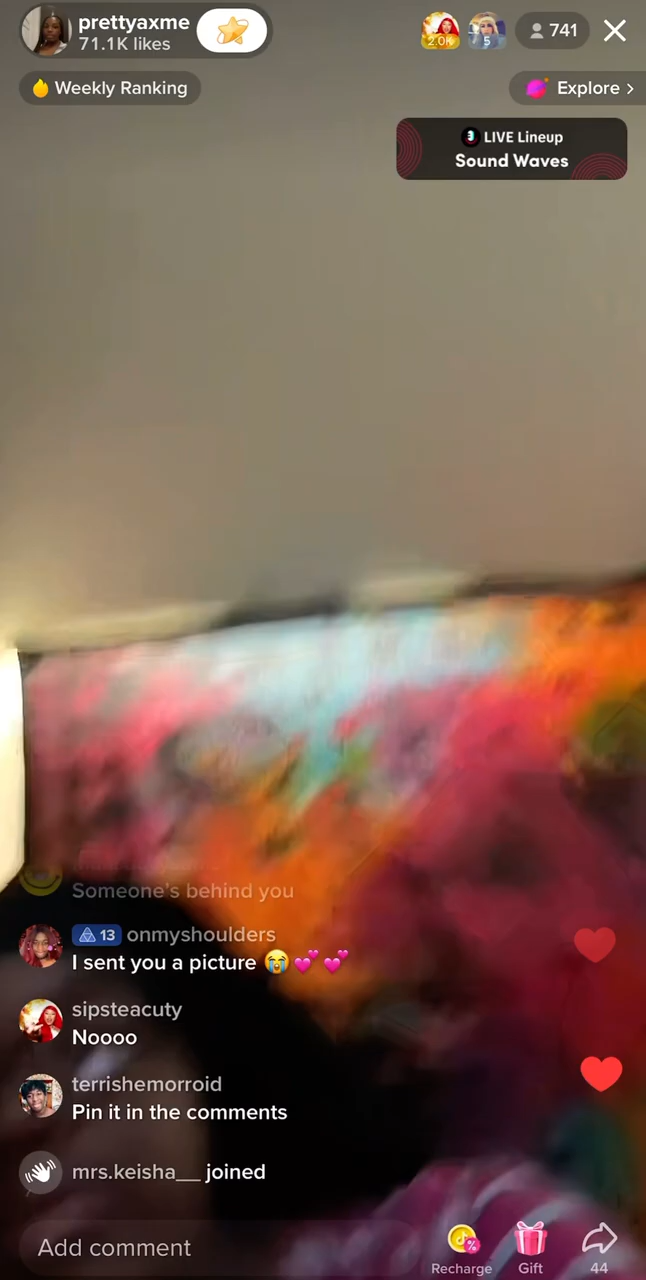 prettyaxme
71.1K likes
2.0K
5
741
Weekly Ranking
Explore
LIVE Lineup
Sound Waves
Someone's behind you
13 onmyshoulders
I sent you a picture 😭 💕 💕
sipsteacuty
Noooo
terrishemorroid
Pin it in the comments
mrs.keisha__ joined
Add comment
Recharge
Gift
44